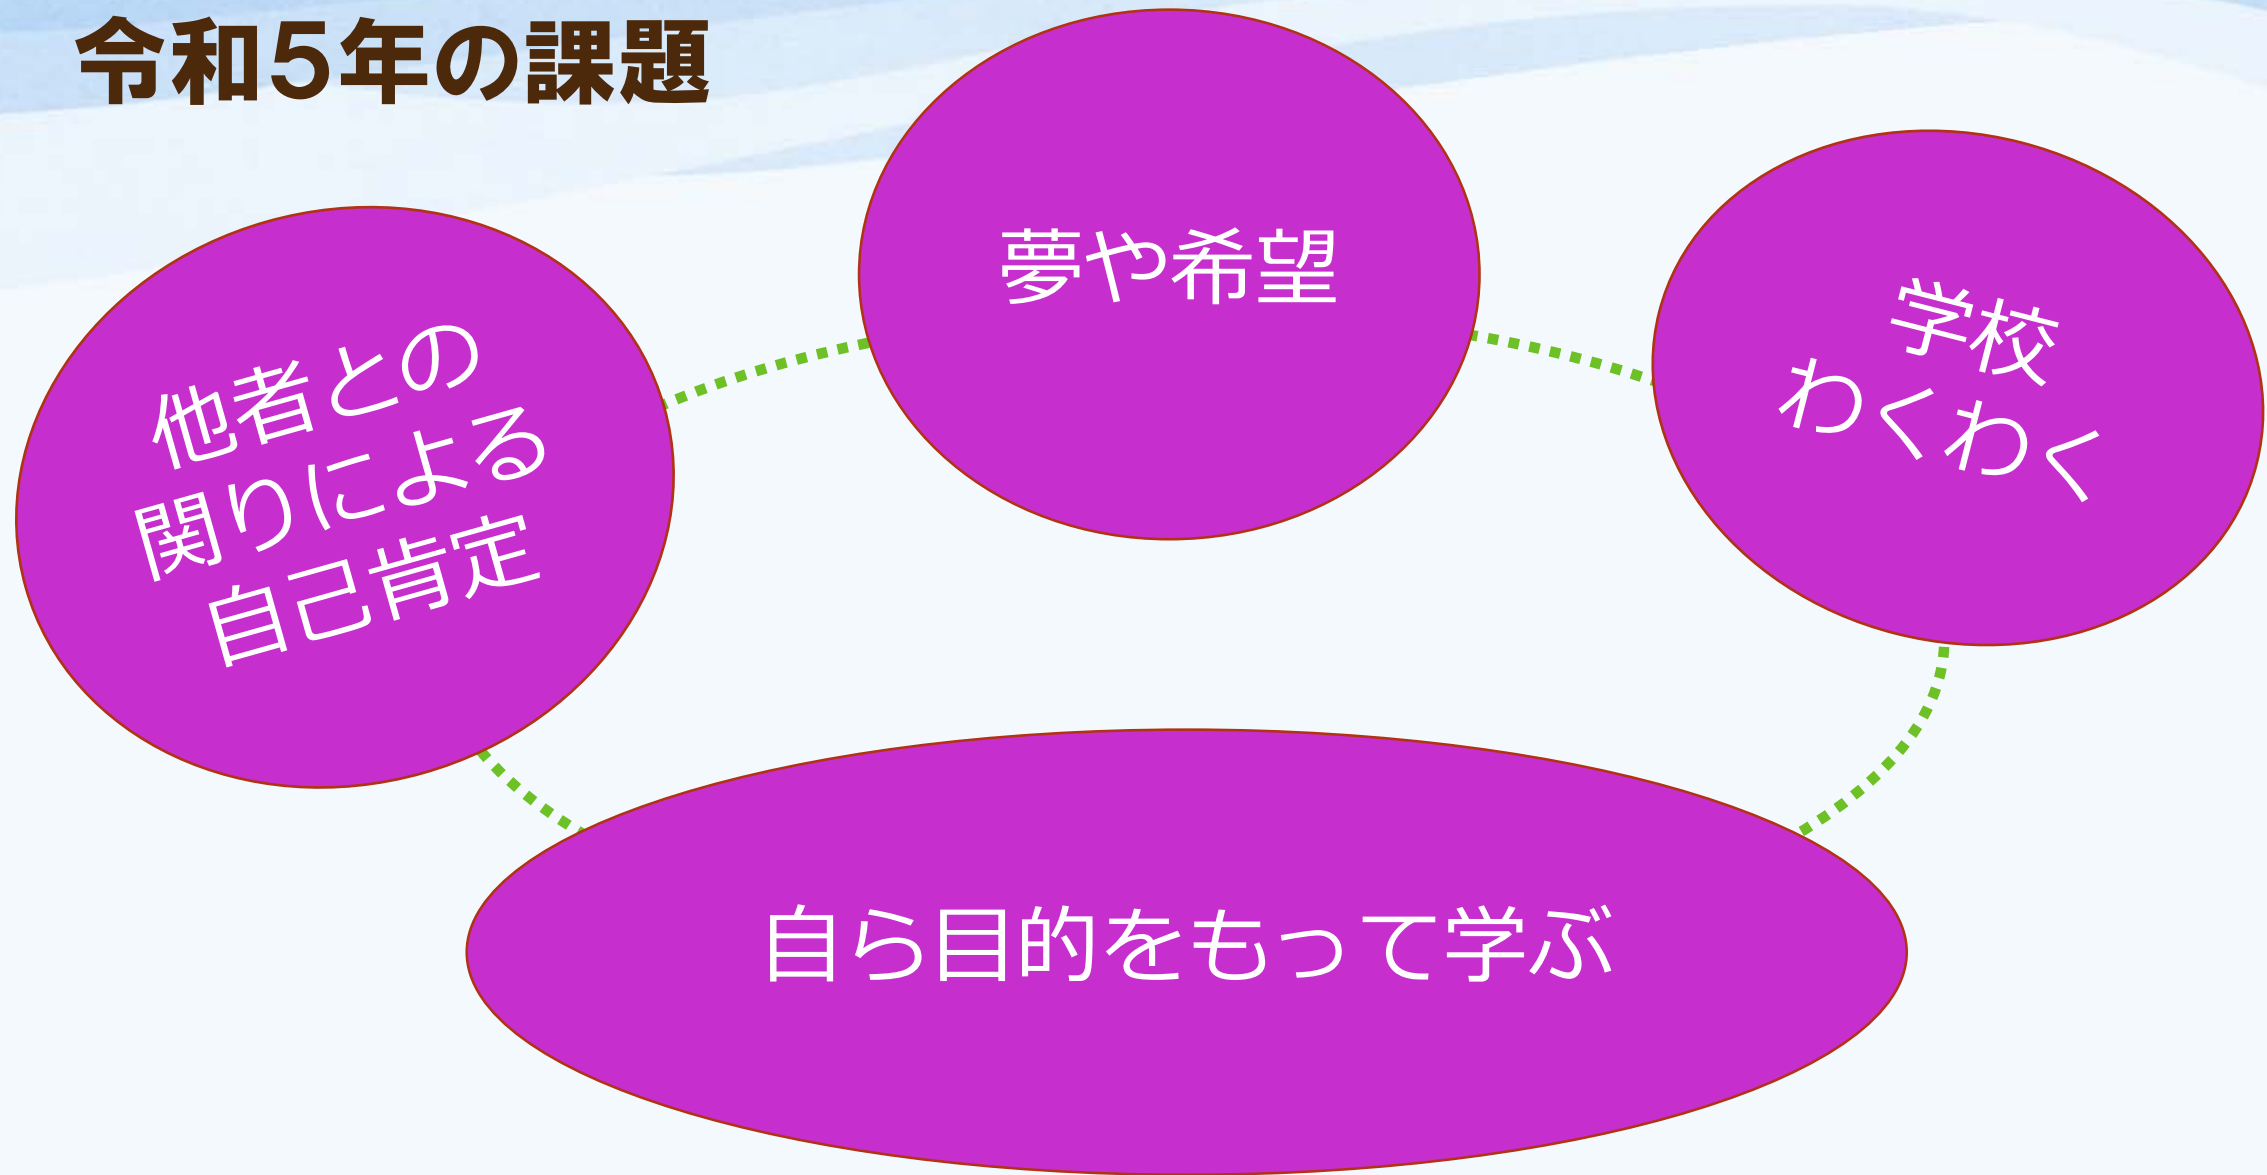 令和5年の課題
夢や希望
学校
わくわく
他者との
関りによる
自己肯定
自ら目的をもって学ぶ